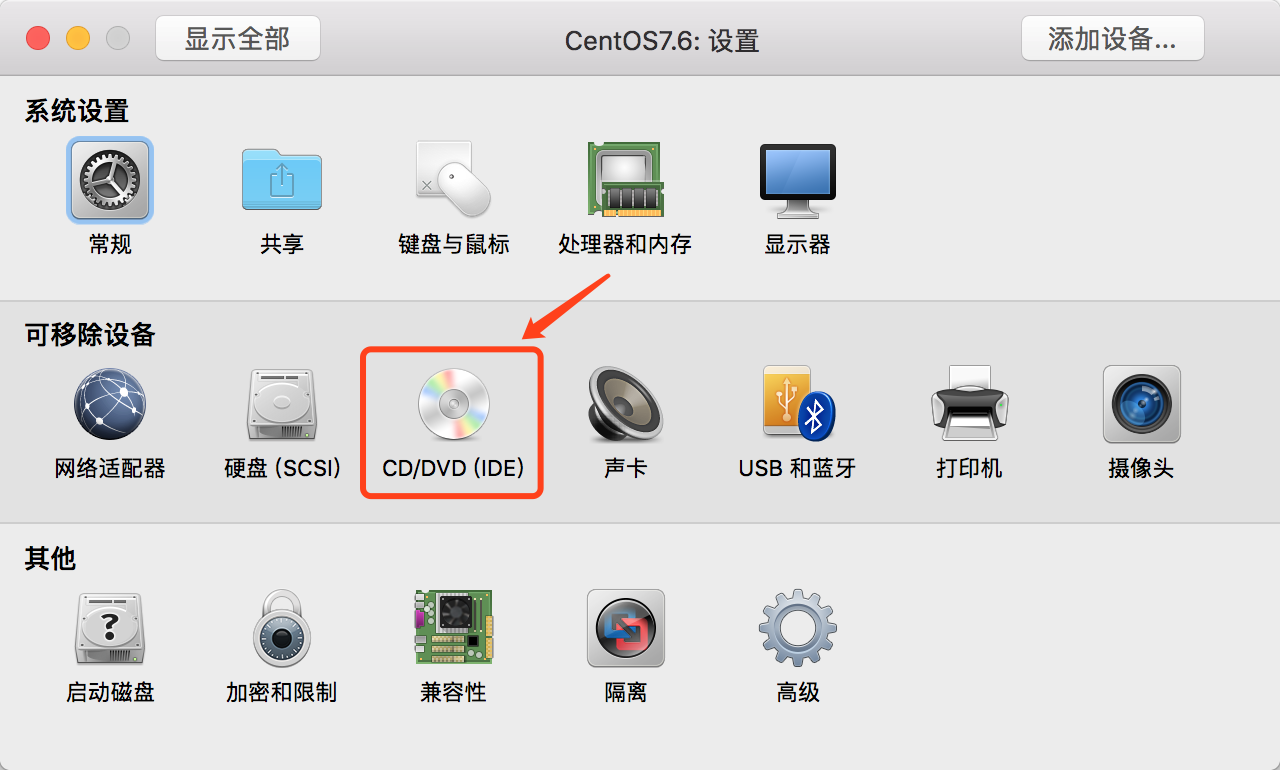 显示全部
CentOS7.6: 设置
添加设备...
系统设置
常规
共享
键盘与鼠标
处理器和内存
显示器
可移除设备
网络适配器
硬盘 (SCSI)
CD/DVD (IDE)
声卡
USB 和蓝牙
打印机
摄像头
其他
?
启动磁盘
加密和限制
兼容性
隔离
高级